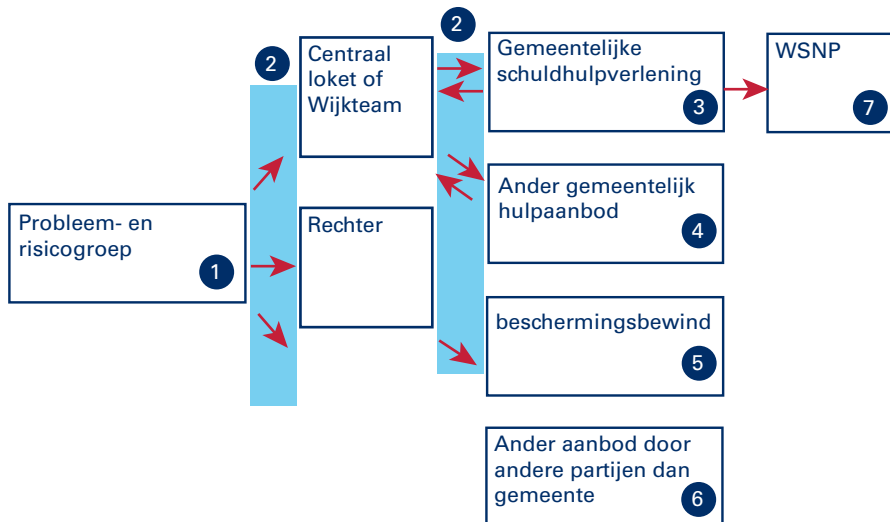 Probleem- en
risicogroep
1
2
Centraal
loket of
Wijkteam
Rechter
2
Gemeentelijke
schuldhulpverlening
3
Ander gemeentelijk
hulpaanbod
4
beschermingsbewind
5
Ander aanbod door
andere partijen dan
gemeente
6
WSNP
7